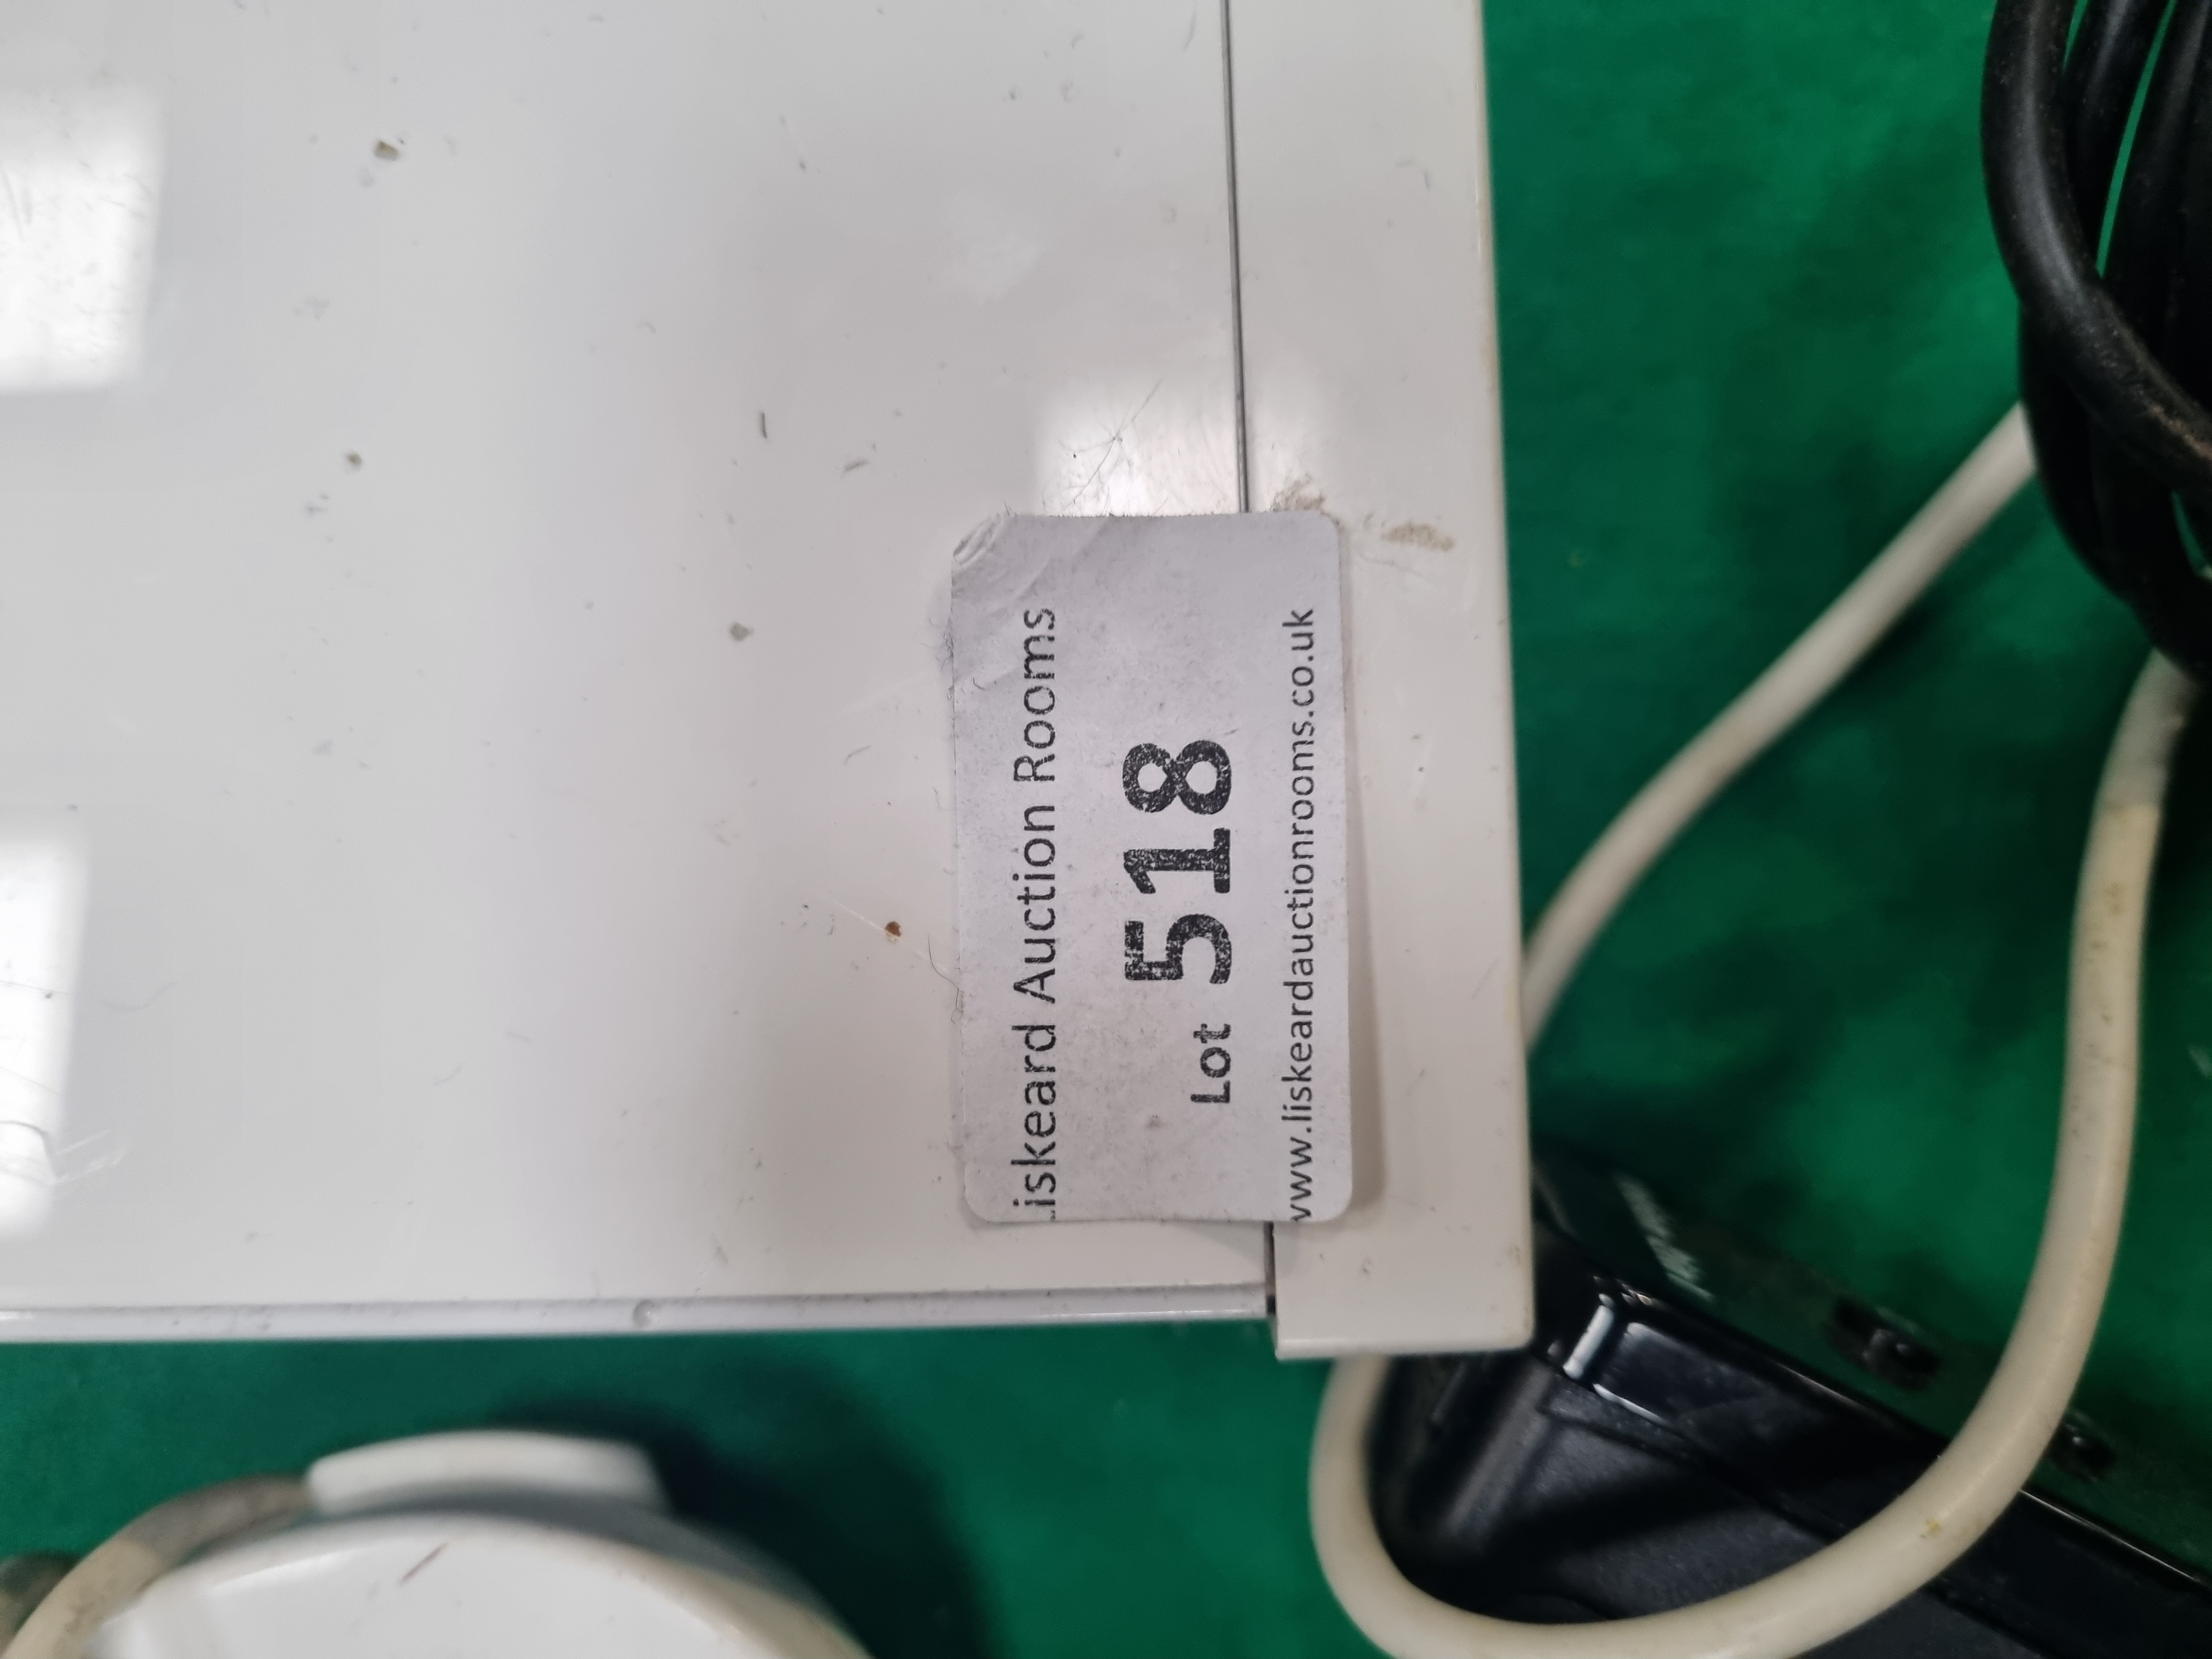 Liskeard Auction Rooms
Lot 518
www.liskeardauctionrooms.co.uk